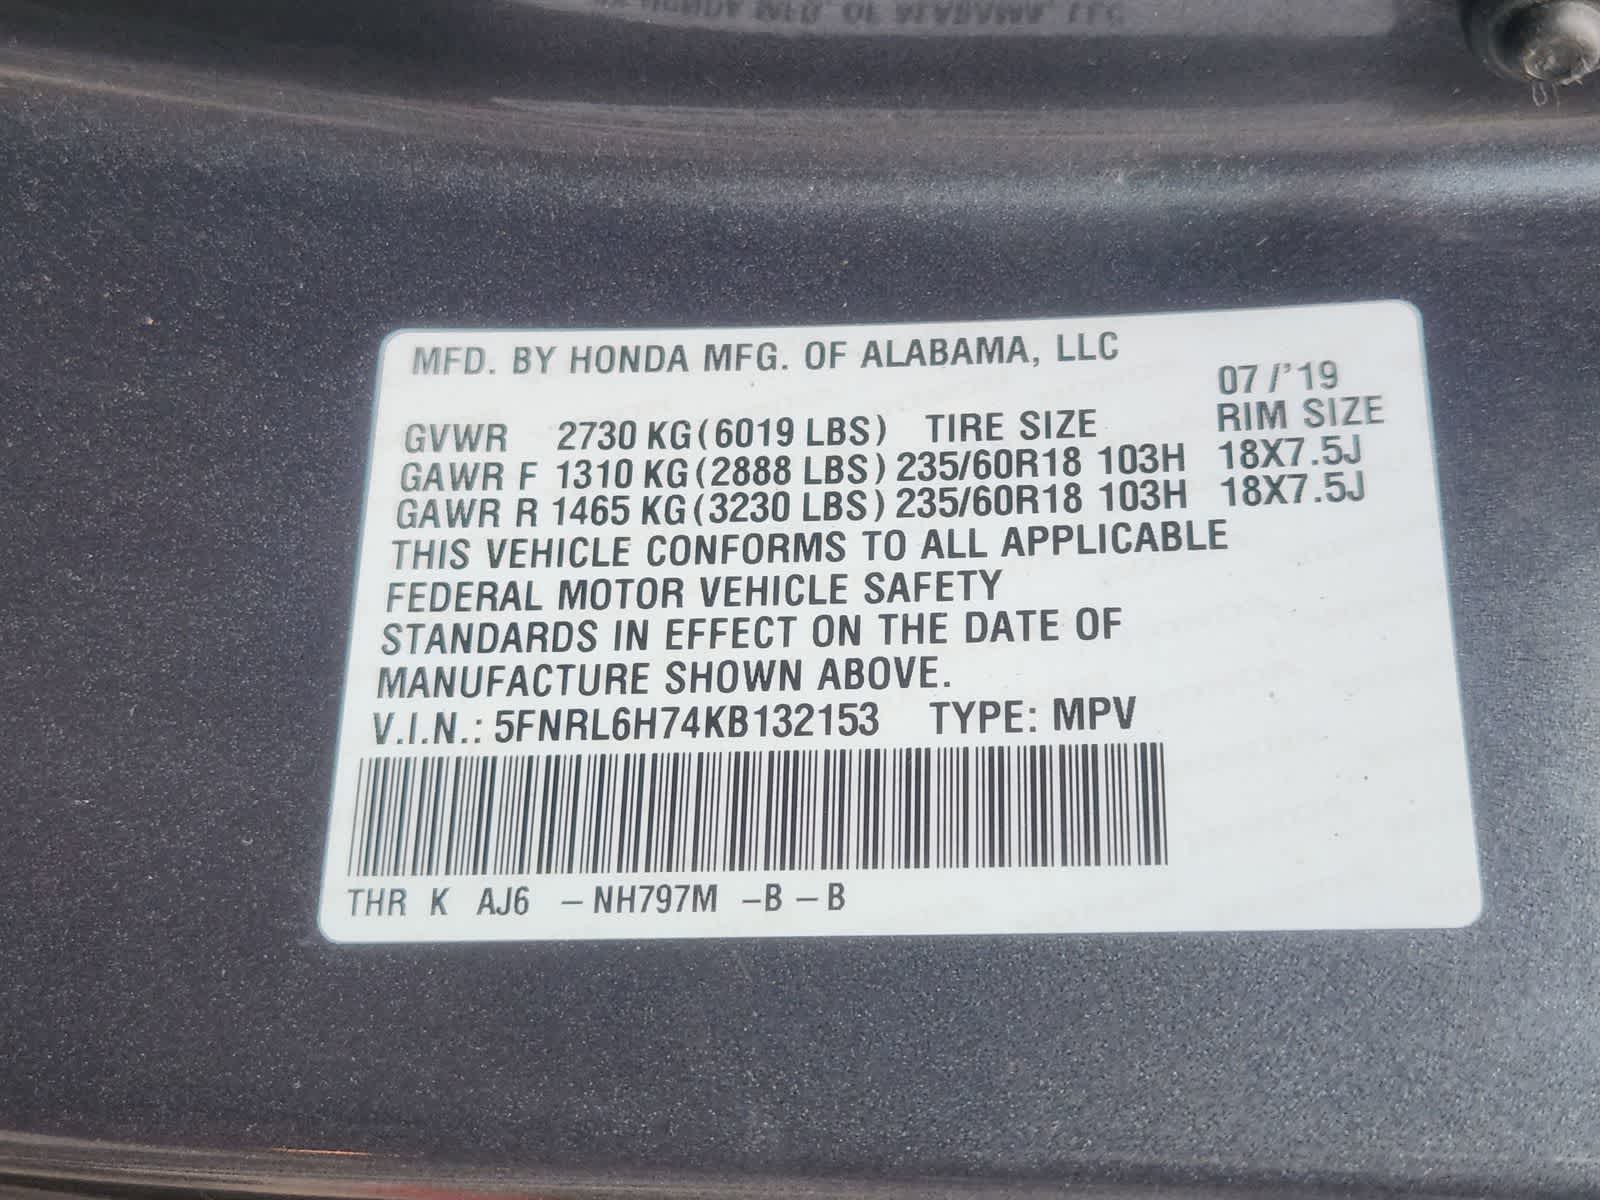 MFD. BY HONDA MFG. OF ALABAMA, LLC
07/'19
GVWR 2730 KG(6019 LBS) TIRE SIZE RIM SIZE
GAWR F 1310 KG(2888 LBS) 235/60R18 103H 18X7.5J
GAWR R 1465 KG(3230 LBS) 235/60R18 103H 18X7.5J
THIS VEHICLE CONFORMS TO ALL APPLICABLE
FEDERAL MOTOR VEHICLE SAFETY
STANDARDS IN EFFECT ON THE DATE OF
MANUFACTURE SHOWN ABOVE.
V.I.N.: 5FNRL6H74KB132153 TYPE: MPV
THR K AJ6 -NH797M -B-B